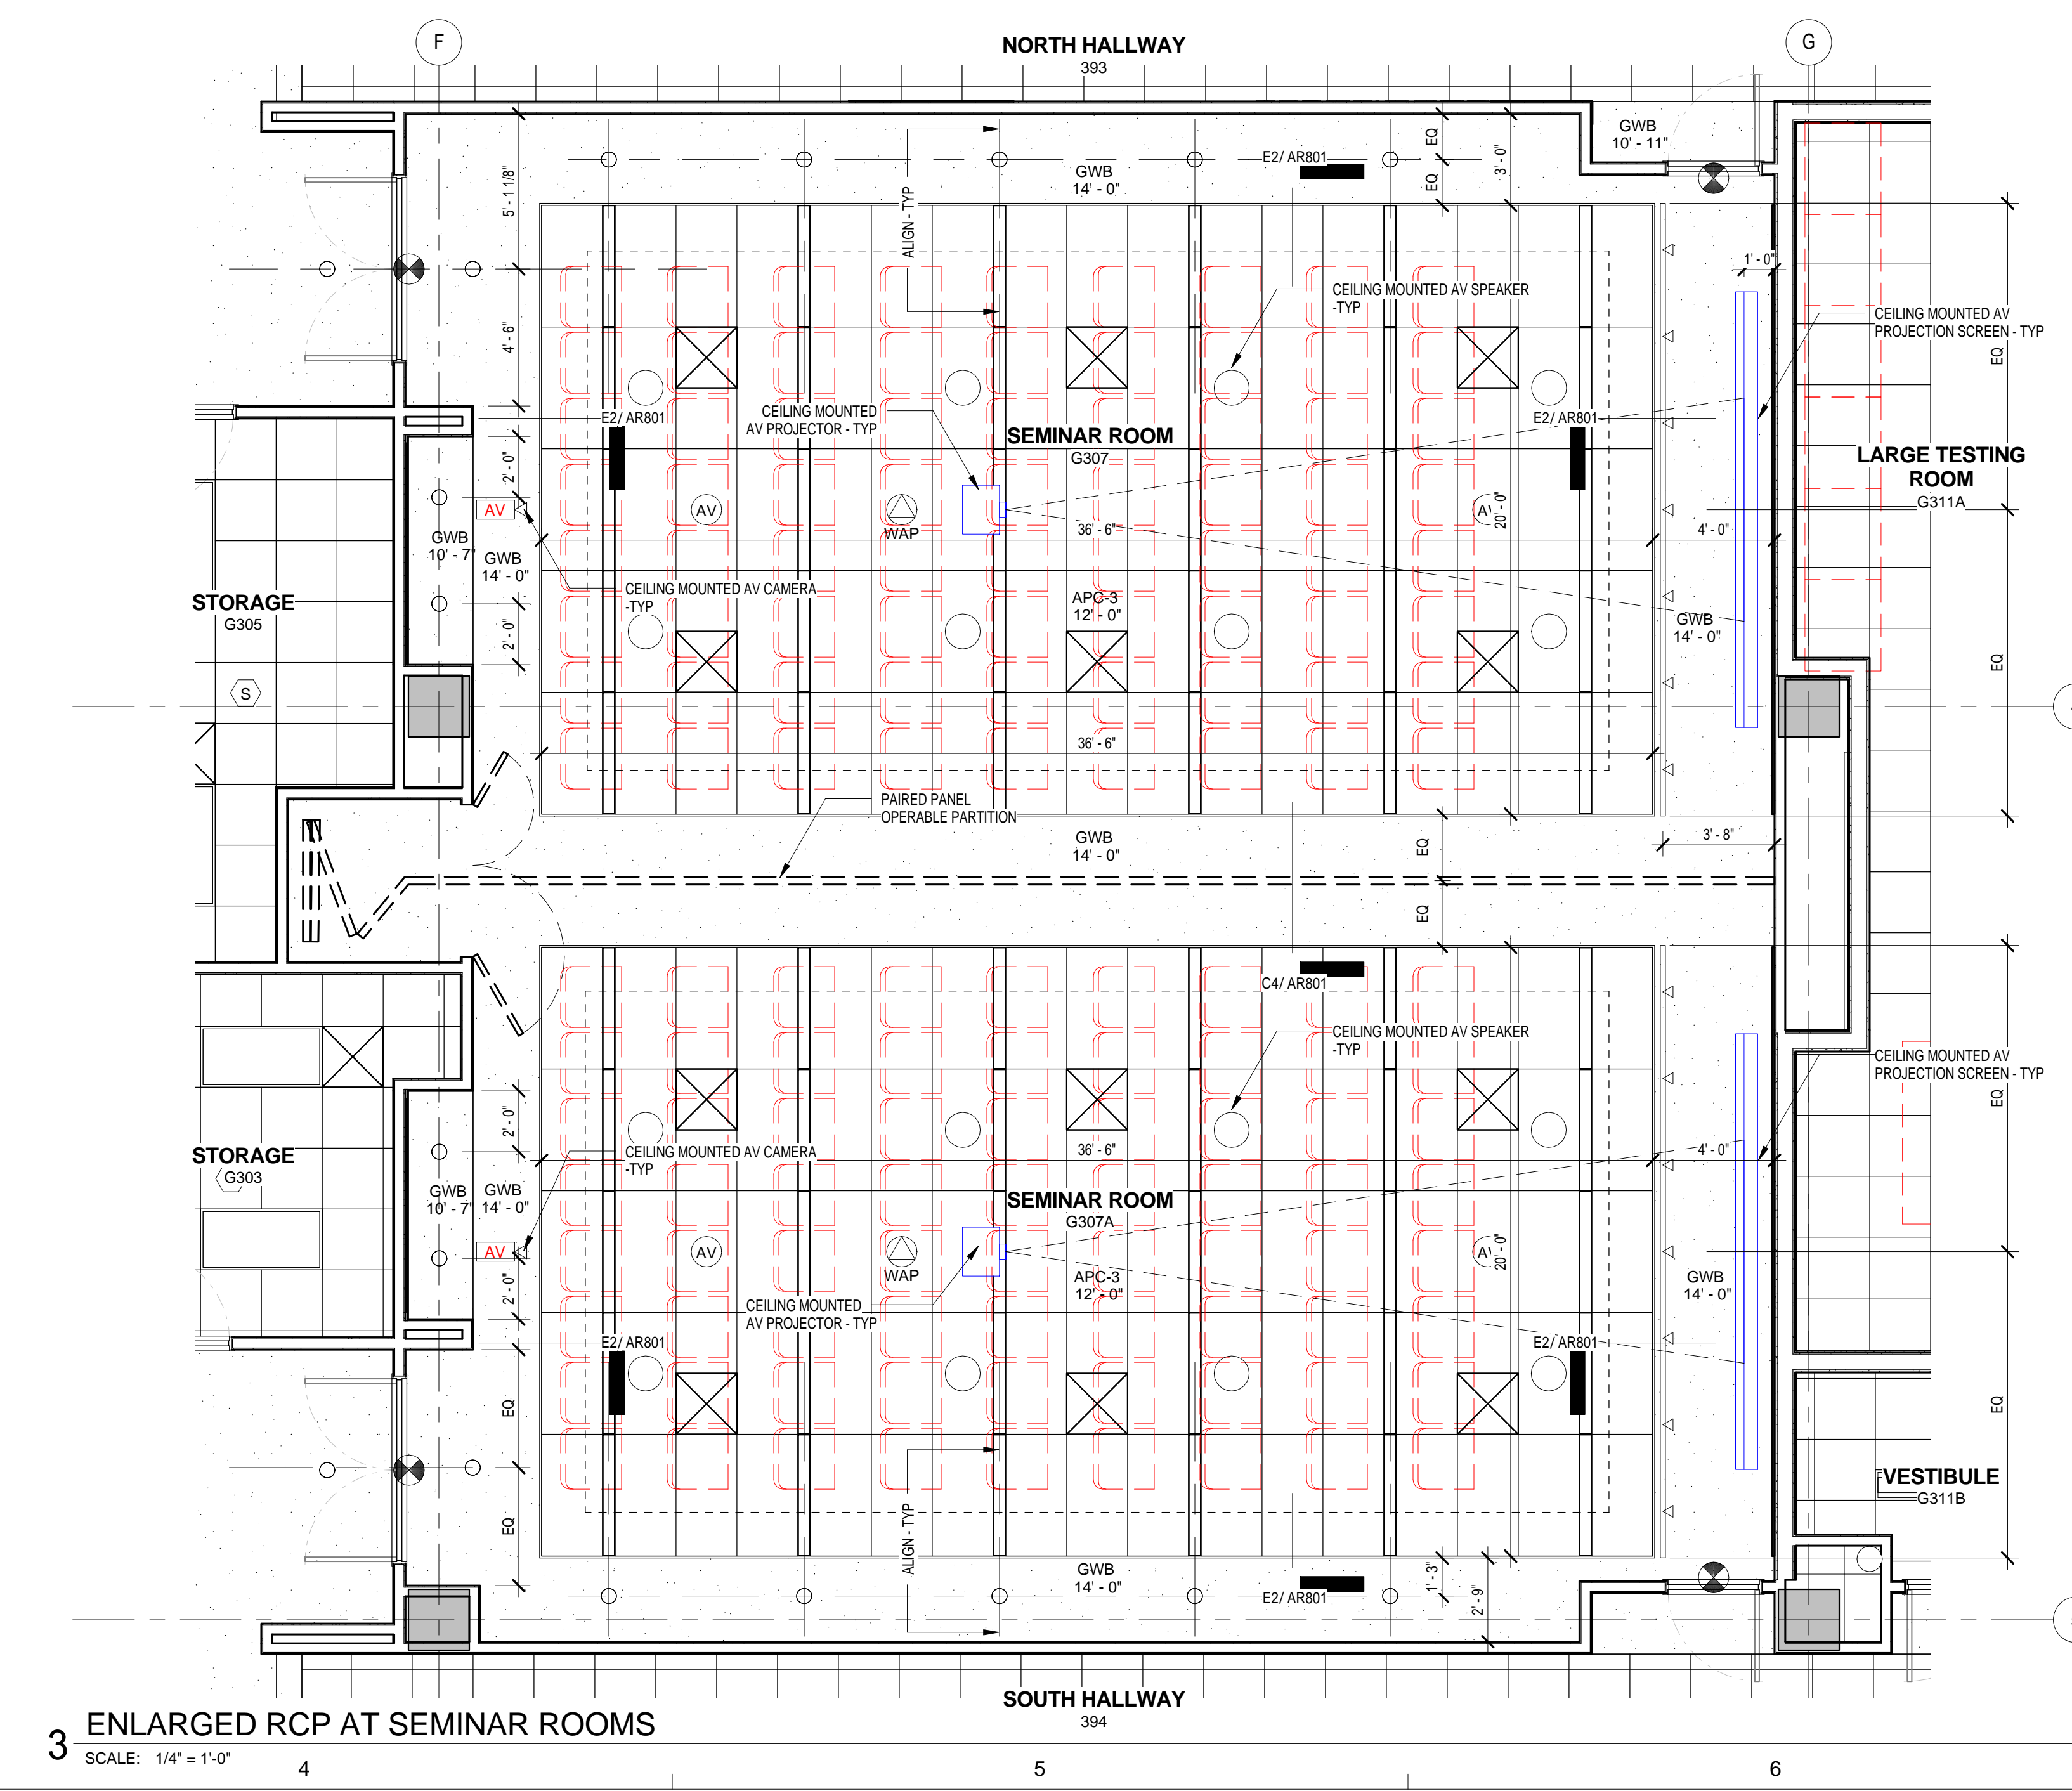 F
NORTH HALLWAY
393
G
GWB
10' - 11"
E2/ AR801
GWB
14' - 0"
EQ
EQ
3' - 0"
5' - 1 1/8"
ALIGN - TYP
1' - 0"
CEILING MOUNTED AV SPEAKER
-TYP
CEILING MOUNTED AV
PROJECTION SCREEN - TYP
EQ
4' - 6"
E2/ AR801
CEILING MOUNTED
AV PROJECTOR - TYP
SEMINAR ROOM
G307
E2/ AR801
LARGE TESTING
ROOM
G311A
2' - 0"
AV
AV
WAP
36' - 6"
20' - 0"
4' - 0"
GWB
10' - 7"
GWB
14' - 0"
CEILING MOUNTED AV CAMERA
-TYP
APC-3
12' - 0"
GWB
14' - 0"
STORAGE
G305
2' - 0"
EQ
S
36' - 6"
PAIRED PANEL
OPERABLE PARTITION
GWB
14' - 0"
EQ
EQ
3' - 8"
C4/ AR801
CEILING MOUNTED AV SPEAKER
-TYP
CEILING MOUNTED AV
PROJECTION SCREEN - TYP
EQ
2' - 0"
STORAGE
G303
CEILING MOUNTED AV CAMERA
-TYP
36' - 6"
4' - 0"
GWB
10' - 7"
GWB
14' - 0"
SEMINAR ROOM
G307A
AV
AV
WAP
20' - 0"
APC-3
12' - 0"
GWB
14' - 0"
2' - 0"
CEILING MOUNTED
AV PROJECTOR - TYP
E2/ AR801
E2/ AR801
EQ
EQ
EQ
VESTIBULE
G311B
ALIGN - TYP
GWB
14' - 0"
E2/ AR801
1' - 3"
2' - 9"
SOUTH HALLWAY
394
3
ENLARGED RCP AT SEMINAR ROOMS
SCALE: 1/4" = 1'-0"
4
5
6